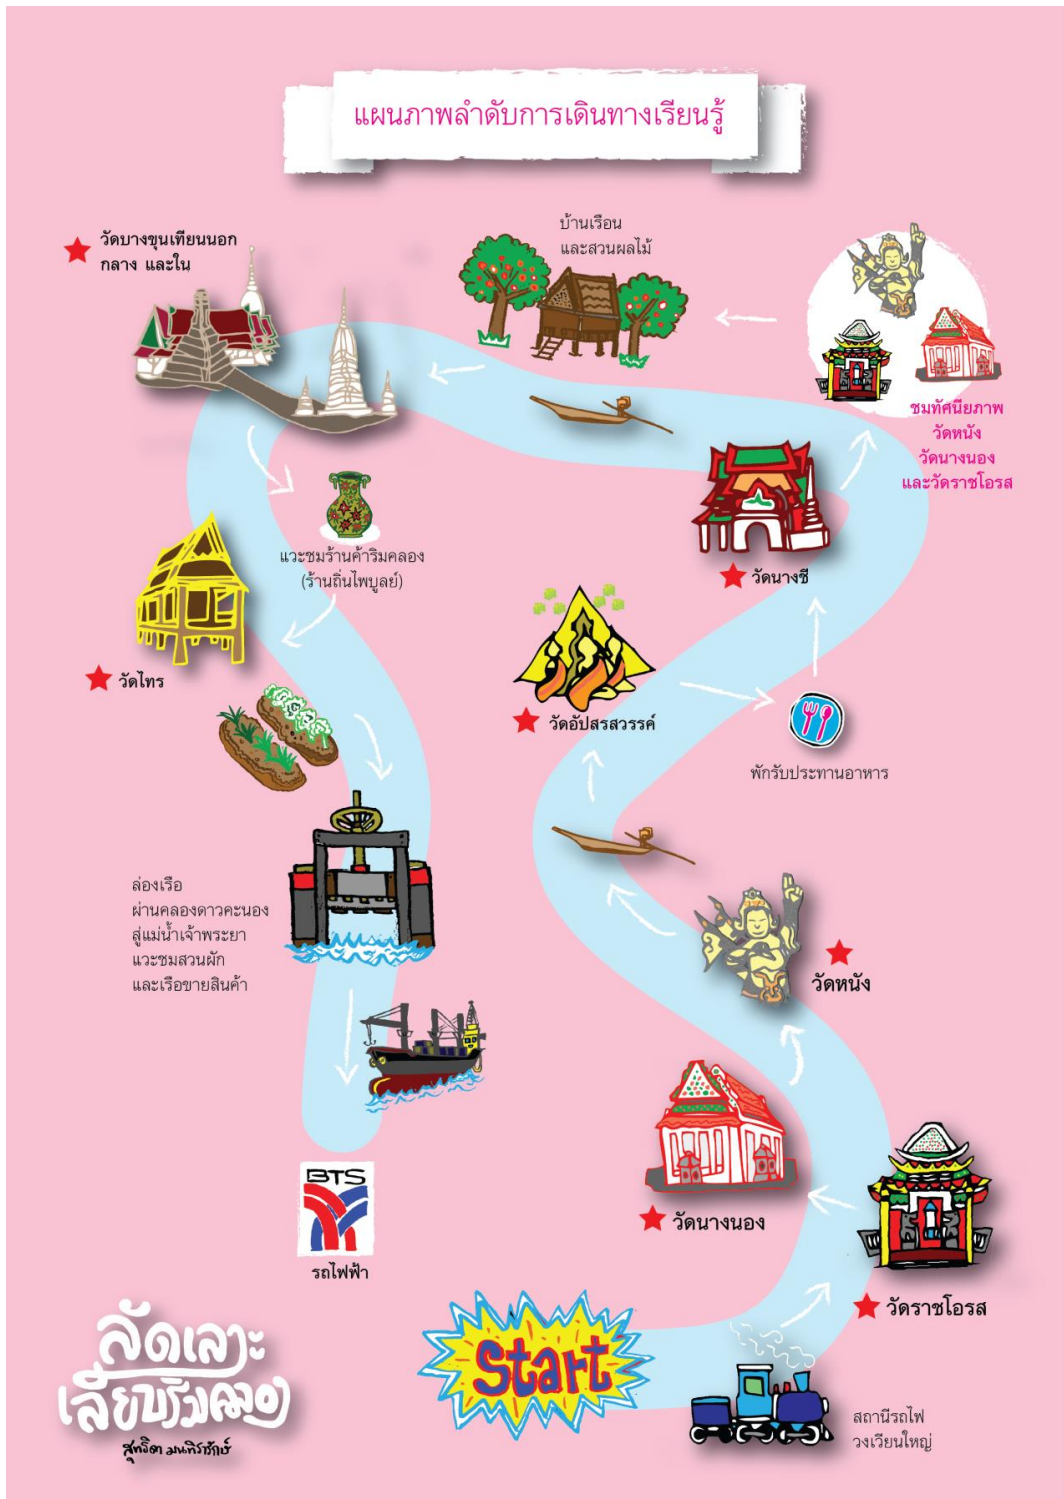 แผนภาพลำดับการเดินทางเรียนรู้
วัดบางขุนเทียนนอก
กลาง และใน
บ้านเรือน
และสวนผลไม้
ชมทัศนียภาพ
วัดหนัง
วัดนางนอง
และวัดราชโอรส
แวะชมร้านค้าริมคลอง
(ร้านถิ่นไพบูลย์)
วัดนางชี
วัดไทร
วัดอัปสรสวรรค์
พักรับประทานอาหาร
ล่องเรือ
ผ่านคลองดาวคะนอง
สู่แม่น้ำเจ้าพระยา
แวะชมสวนผัก
และเรือขายสินค้า
วัดหนัง
BTS
รถไฟฟ้า
วัดนางนอง
วัดราชโอรส
Start
สถานีรถไฟ
วงเวียนใหญ่
ลัดเลาะ
เลียบริมคลอง
สุทธิดา มนทิรารักษ์